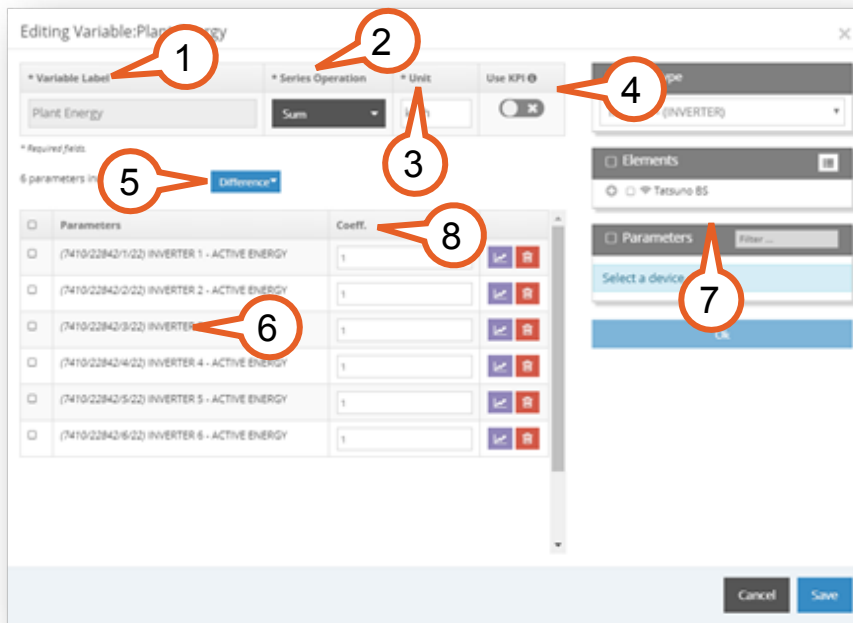 Editing Variable:Plant Energy
×
1
2
3
4
5
6
7
8
* Variable Label
* Series Operation
* Unit
Use KPI
Plant Energy
Sum
* Required fields.
6 parameters in
Difference
Parameters
Coeff.
(7410/22842/1/22) INVERTER 1 - ACTIVE ENERGY
1
(7410/22842/2/22) INVERTER 2 - ACTIVE ENERGY
1
(7410/22842/3/22) INVERTER
1
(7410/22842/4/22) INVERTER 4 - ACTIVE ENERGY
1
(7410/22842/5/22) INVERTER 5 - ACTIVE ENERGY
1
(7410/22842/6/22) INVERTER 6 - ACTIVE ENERGY
1
(INVERTER)
Elements
Tatsuno BS
Parameters
Filter ...
Select a device
Ok
Cancel
Save